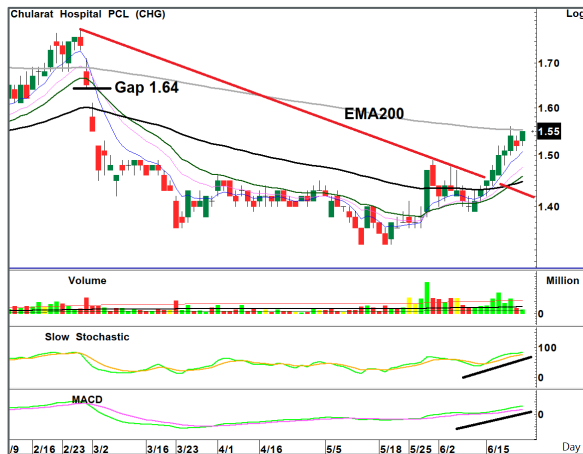 Chularat Hospital PCL (CHG)
Log
1.70
Gap 1.64
EMA200
1.60
1.55
1.50
1.40
Volume
Million
0
Slow Stochastic
100
0
MACD
0
/9 2/16 2/23 3/2 3/16 3/23 4/1 4/16 5/5 5/18 5/25 6/2 6/15 Day